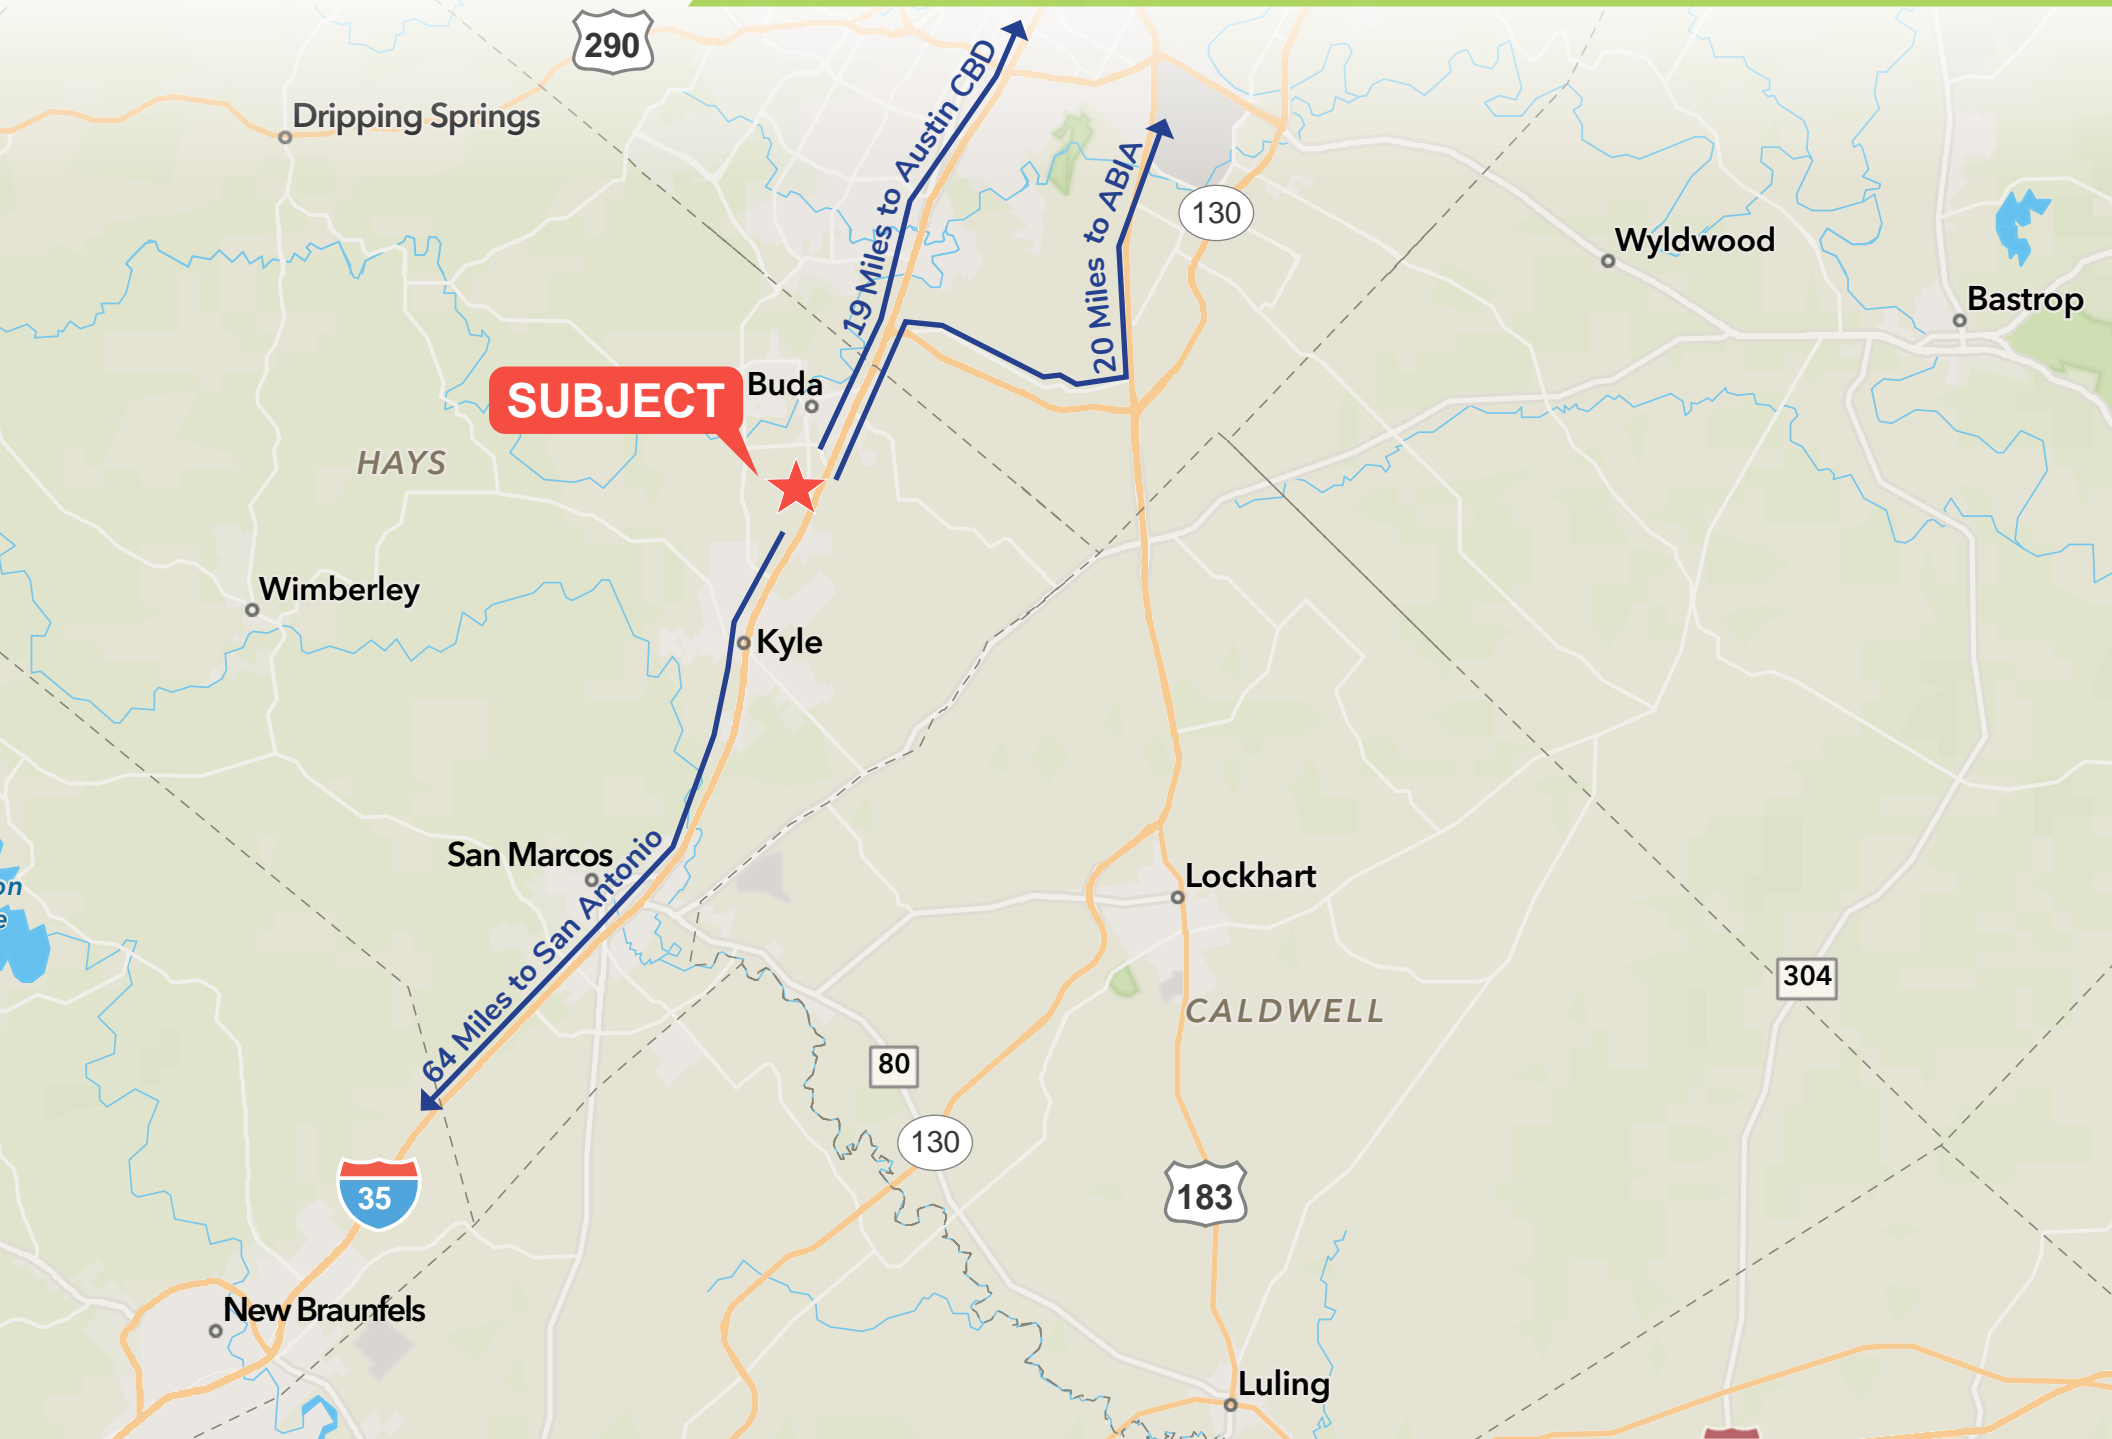 290
Dripping Springs
19 Miles to Austin CBD
20 Miles to ABIA
130
Wyldwood
Bastrop
SUBJECT
Buda
HAYS
Wimberley
Kyle
San Marcos
64 Miles to San Antonio
Lockhart
304
CALDWELL
80
130
183
35
New Braunfels
Luling